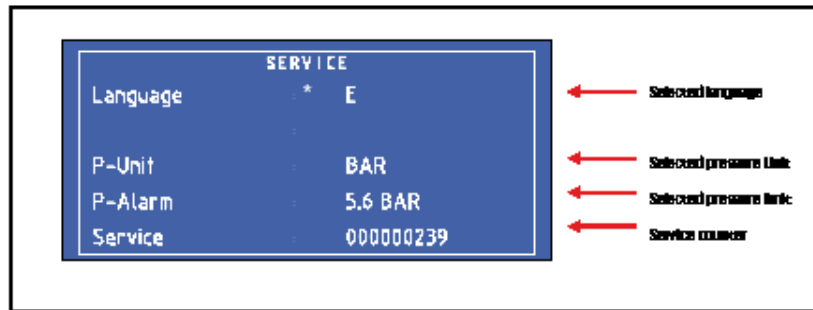 SERVICE
Language : * E Selected language
:
P-Unit : BAR Selected pressure Unit
P-Alarm : 5.6 BAR Selected pressure limit
Service : 000000239 Service counter